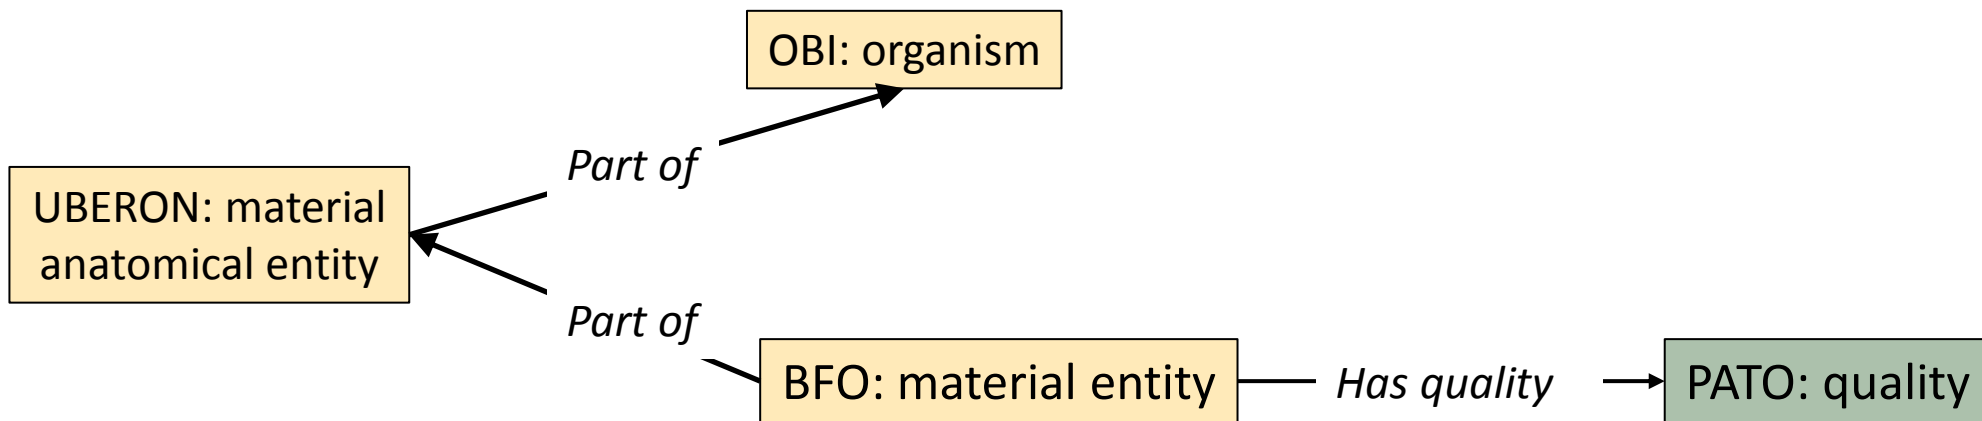 OBI: organism
Part of
UBERON: material
anatomical entity
Part of
BFO: material entity
Has quality
PATO: quality